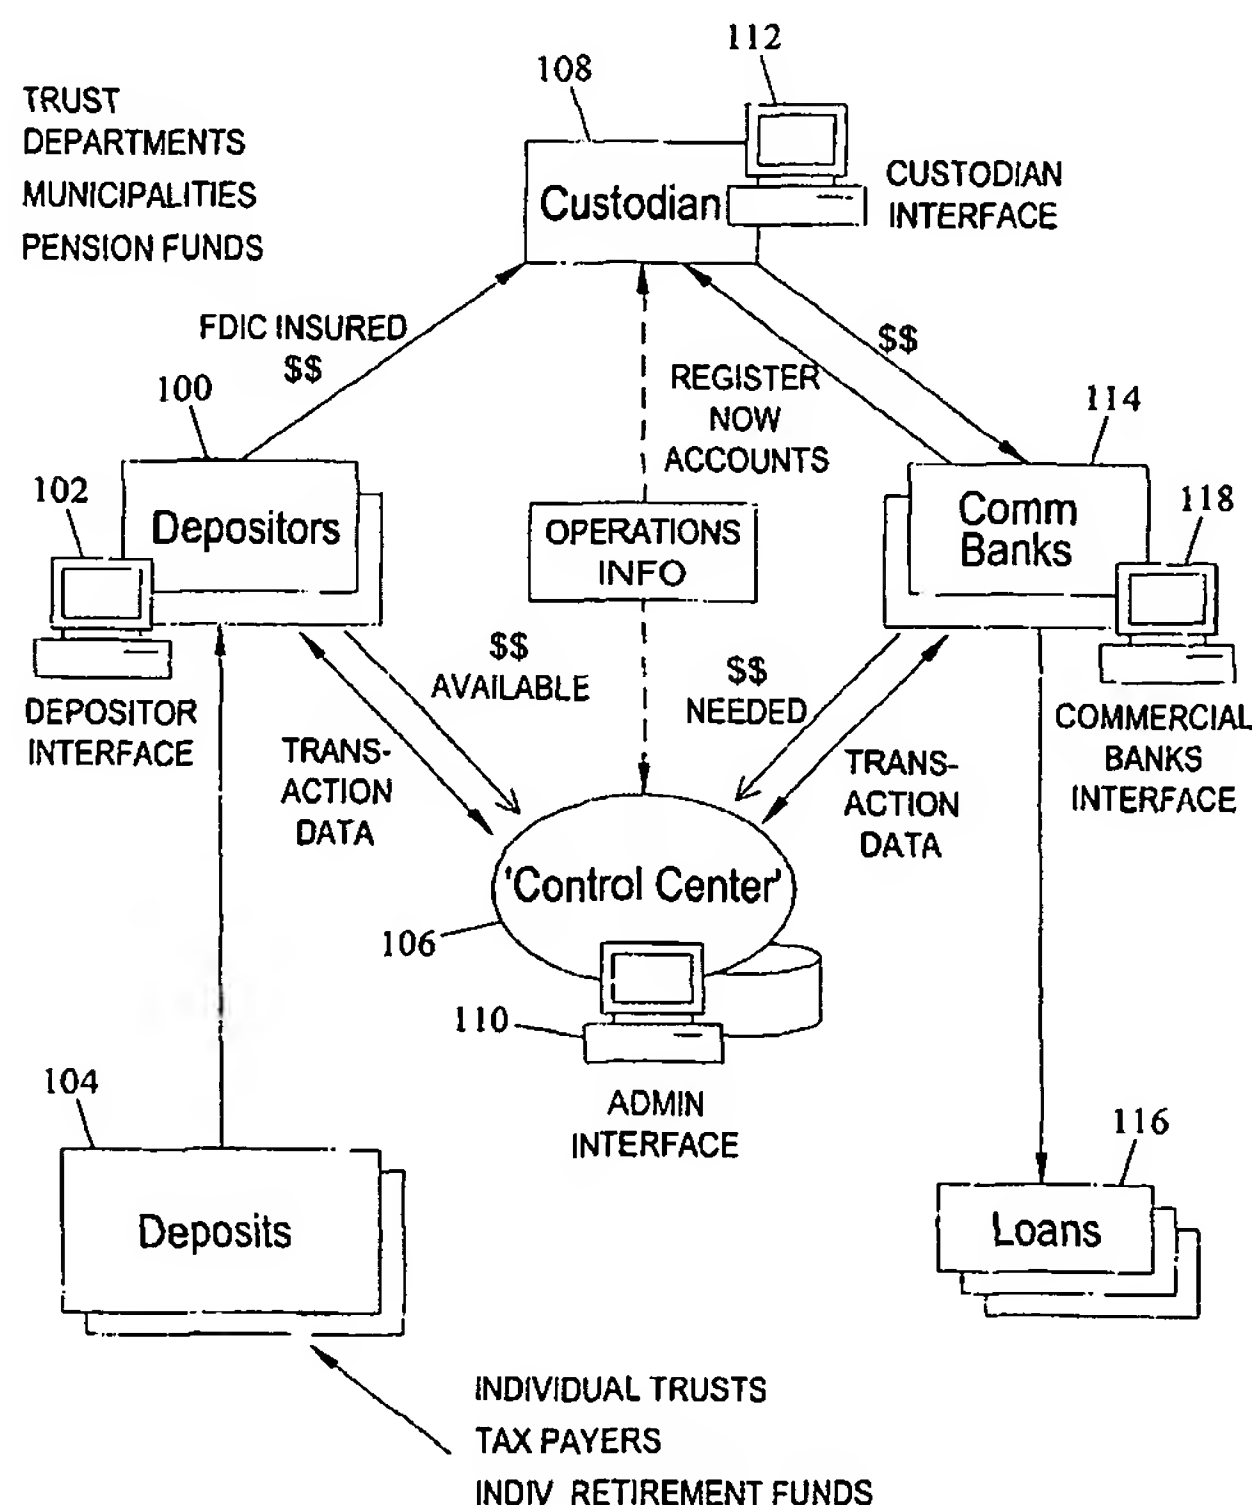 112
108
TRUST
DEPARTMENTS
MUNICIPALITIES
PENSION FUNDS
Custodian
CUSTODIAN
INTERFACE
FDIC INSURED
$$
$$
100
REGISTER
NOW
ACCOUNTS
114
102
Depositors
118
Comm
Banks
OPERATIONS
INFO
$$
AVAILABLE
$$
NEEDED
DEPOSITOR
INTERFACE
COMMERCIAL
BANKS
INTERFACE
TRANS-
ACTION
DATA
TRANS-
ACTION
DATA
'Control Center'
106
110
ADMIN
INTERFACE
104
116
Deposits
Loans
INDIVIDUAL TRUSTS
TAX PAYERS
INDIV RETIREMENT FUNDS